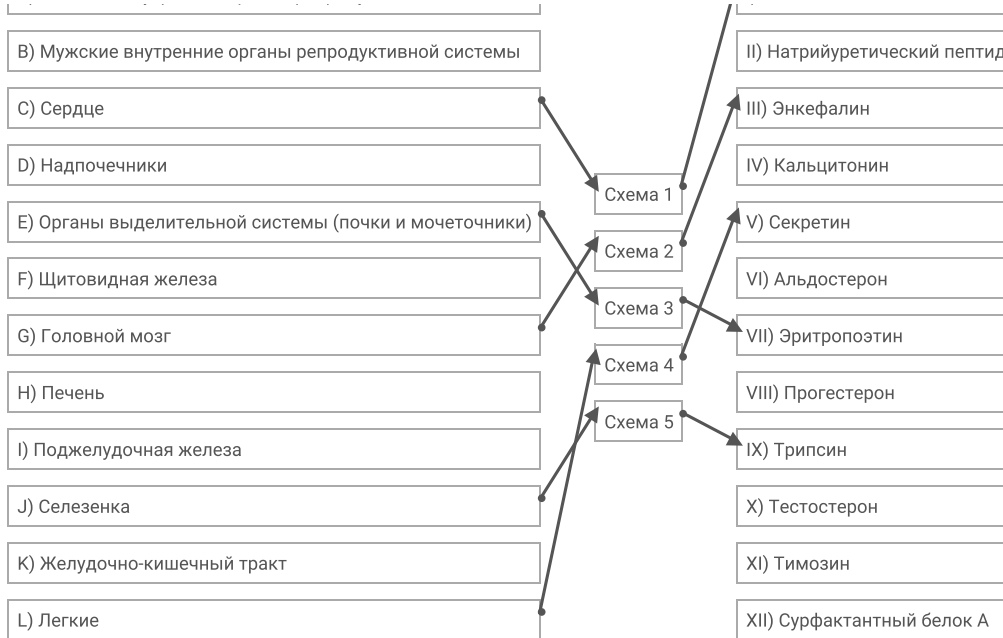 B) Мужские внутренние органы репродуктивной системы
C) Сердце
D) Надпочечники
E) Органы выделительной системы (почки и мочеточники)
F) Щитовидная железа
G) Головной мозг
H) Печень
I) Поджелудочная железа
J) Селезенка
K) Желудочно-кишечный тракт
L) Легкие
Схема 1
Схема 2
Схема 3
Схема 4
Схема 5
II) Натрийуретический пептид
III) Энкефалин
IV) Кальцитонин
V) Секретин
VI) Альдостерон
VII) Эритропоэтин
VIII) Прогестерон
IX) Трипсин
X) Тестостерон
XI) Тимозин
XII) Сурфактантный белок А